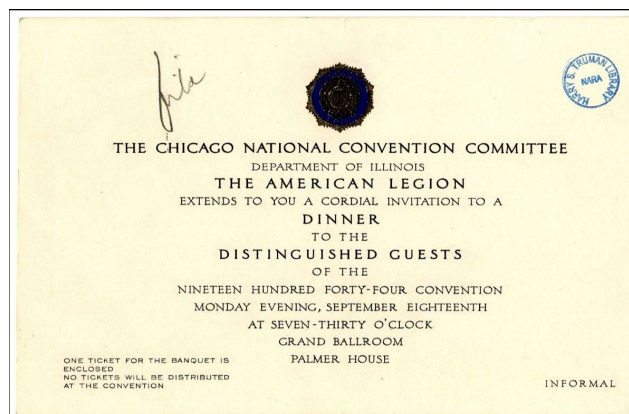 File
HARRY S. TRUMAN LIBRARY
NARA
THE CHICAGO NATIONAL CONVENTION COMMITTEE
DEPARTMENT OF ILLINOIS
THE AMERICAN LEGION
EXTENDS TO YOU A CORDIAL INVITATION TO A
DINNER
TO THE
DISTINGUISHED GUESTS
OF THE
NINETEEN HUNDRED FORTY-FOUR CONVENTION
MONDAY EVENING, SEPTEMBER EIGHTEENTH
AT SEVEN-THIRTY O'CLOCK
GRAND BALLROOM
PALMER HOUSE
ONE TICKET FOR THE BANQUET IS
ENCLOSED
NO TICKETS WILL BE DISTRIBUTED
AT THE CONVENTION
INFORMAL